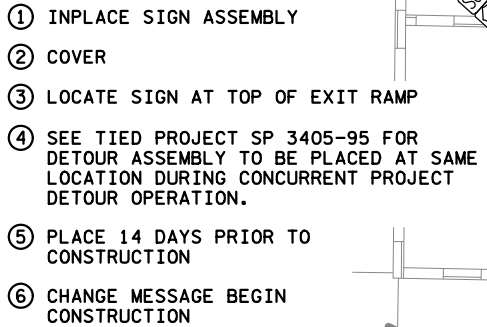 ① INPLACE SIGN ASSEMBLY
② COVER
③ LOCATE SIGN AT TOP OF EXIT RAMP
④ SEE TIED PROJECT SP 3405-95 FOR
DETOUR ASSEMBLY TO BE PLACED AT SAME
LOCATION DURING CONCURRENT PROJECT
DETOUR OPERATION.
⑤ PLACE 14 DAYS PRIOR TO
CONSTRUCTION
⑥ CHANGE MESSAGE BEGIN
CONSTRUCTION